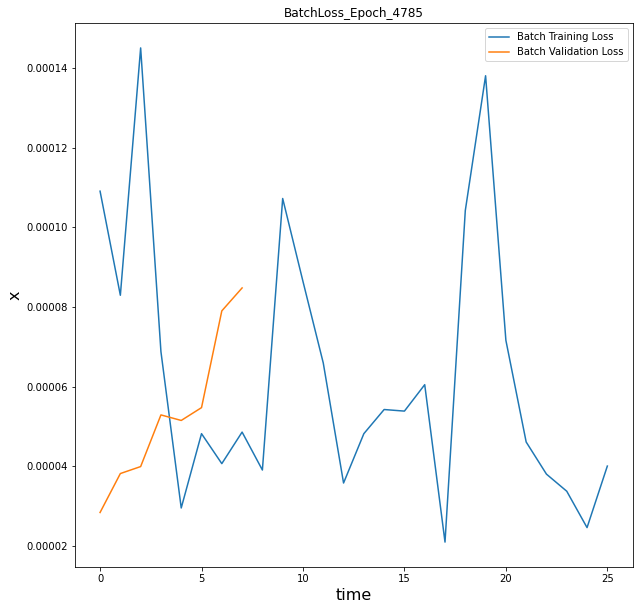 BatchLoss_Epoch_4785
Batch Training Loss
Batch Validation Loss
0.00014
0.00012
0.00010
0.00008
0.00006
0.00004
0.00002
x
0 5 10 15 20 25
time